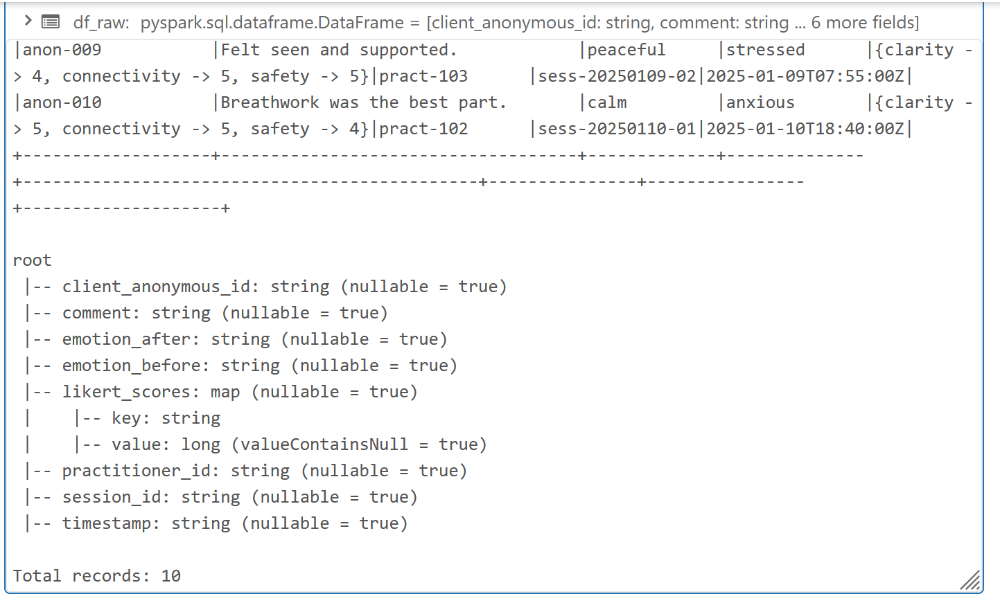 df_raw: pyspark.sql.dataframe.DataFrame = [client_anonymous_id: string, comment: string ... 6 more fields]
|anon-009           |Felt seen and supported.            |peaceful     |stressed      |{clarity -
> 4, connectivity -> 5, safety -> 5}|pract-103      |sess-20250109-02|2025-01-09T07:55:00Z|
|anon-010           |Breathwork was the best part.       |calm         |anxious       |{clarity -
> 5, connectivity -> 5, safety -> 4}|pract-102      |sess-20250110-01|2025-01-10T18:40:00Z|
+-------------------+------------------------------------+-------------+--------------
+----------------------------------------------+---------------+----------------
+--------------------+
root
 |-- client_anonymous_id: string (nullable = true)
 |-- comment: string (nullable = true)
 |-- emotion_after: string (nullable = true)
 |-- emotion_before: string (nullable = true)
 |-- likert_scores: map (nullable = true)
 |    |-- key: string
 |    |-- value: long (valueContainsNull = true)
 |-- practitioner_id: string (nullable = true)
 |-- session_id: string (nullable = true)
 |-- timestamp: string (nullable = true)
Total records: 10